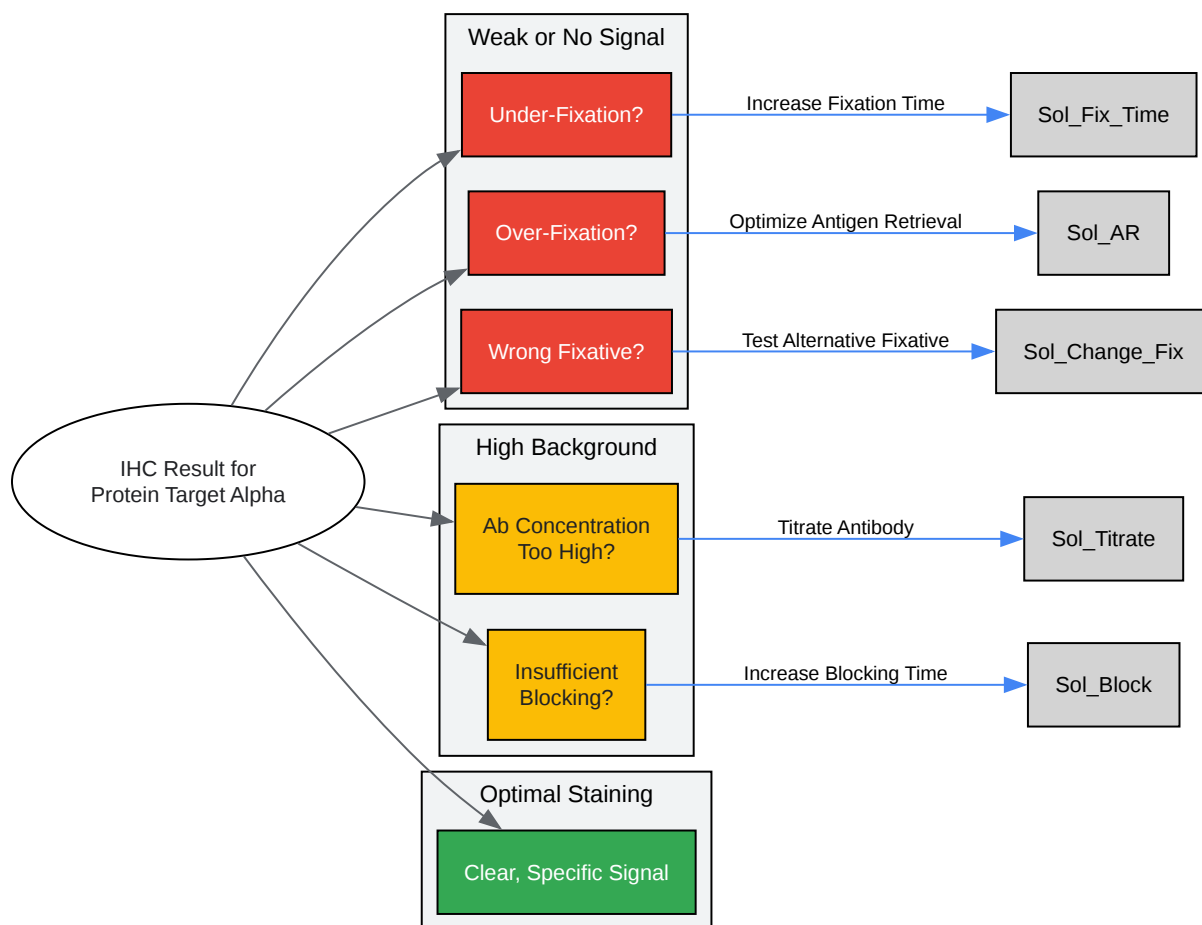 Weak or No Signal
Under-Fixation?
Increase Fixation Time
Sol_Fix_Time
Over-Fixation?
Optimize Antigen Retrieval
Sol_AR
Wrong Fixative?
Test Alternative Fixative
Sol_Change_Fix
IHC Result for
Protein Target Alpha
High Background
Ab Concentration
Too High?
Titrate Antibody
Sol_Titrate
Insufficient
Blocking?
Increase Blocking Time
Sol_Block
Optimal Staining
Clear, Specific Signal